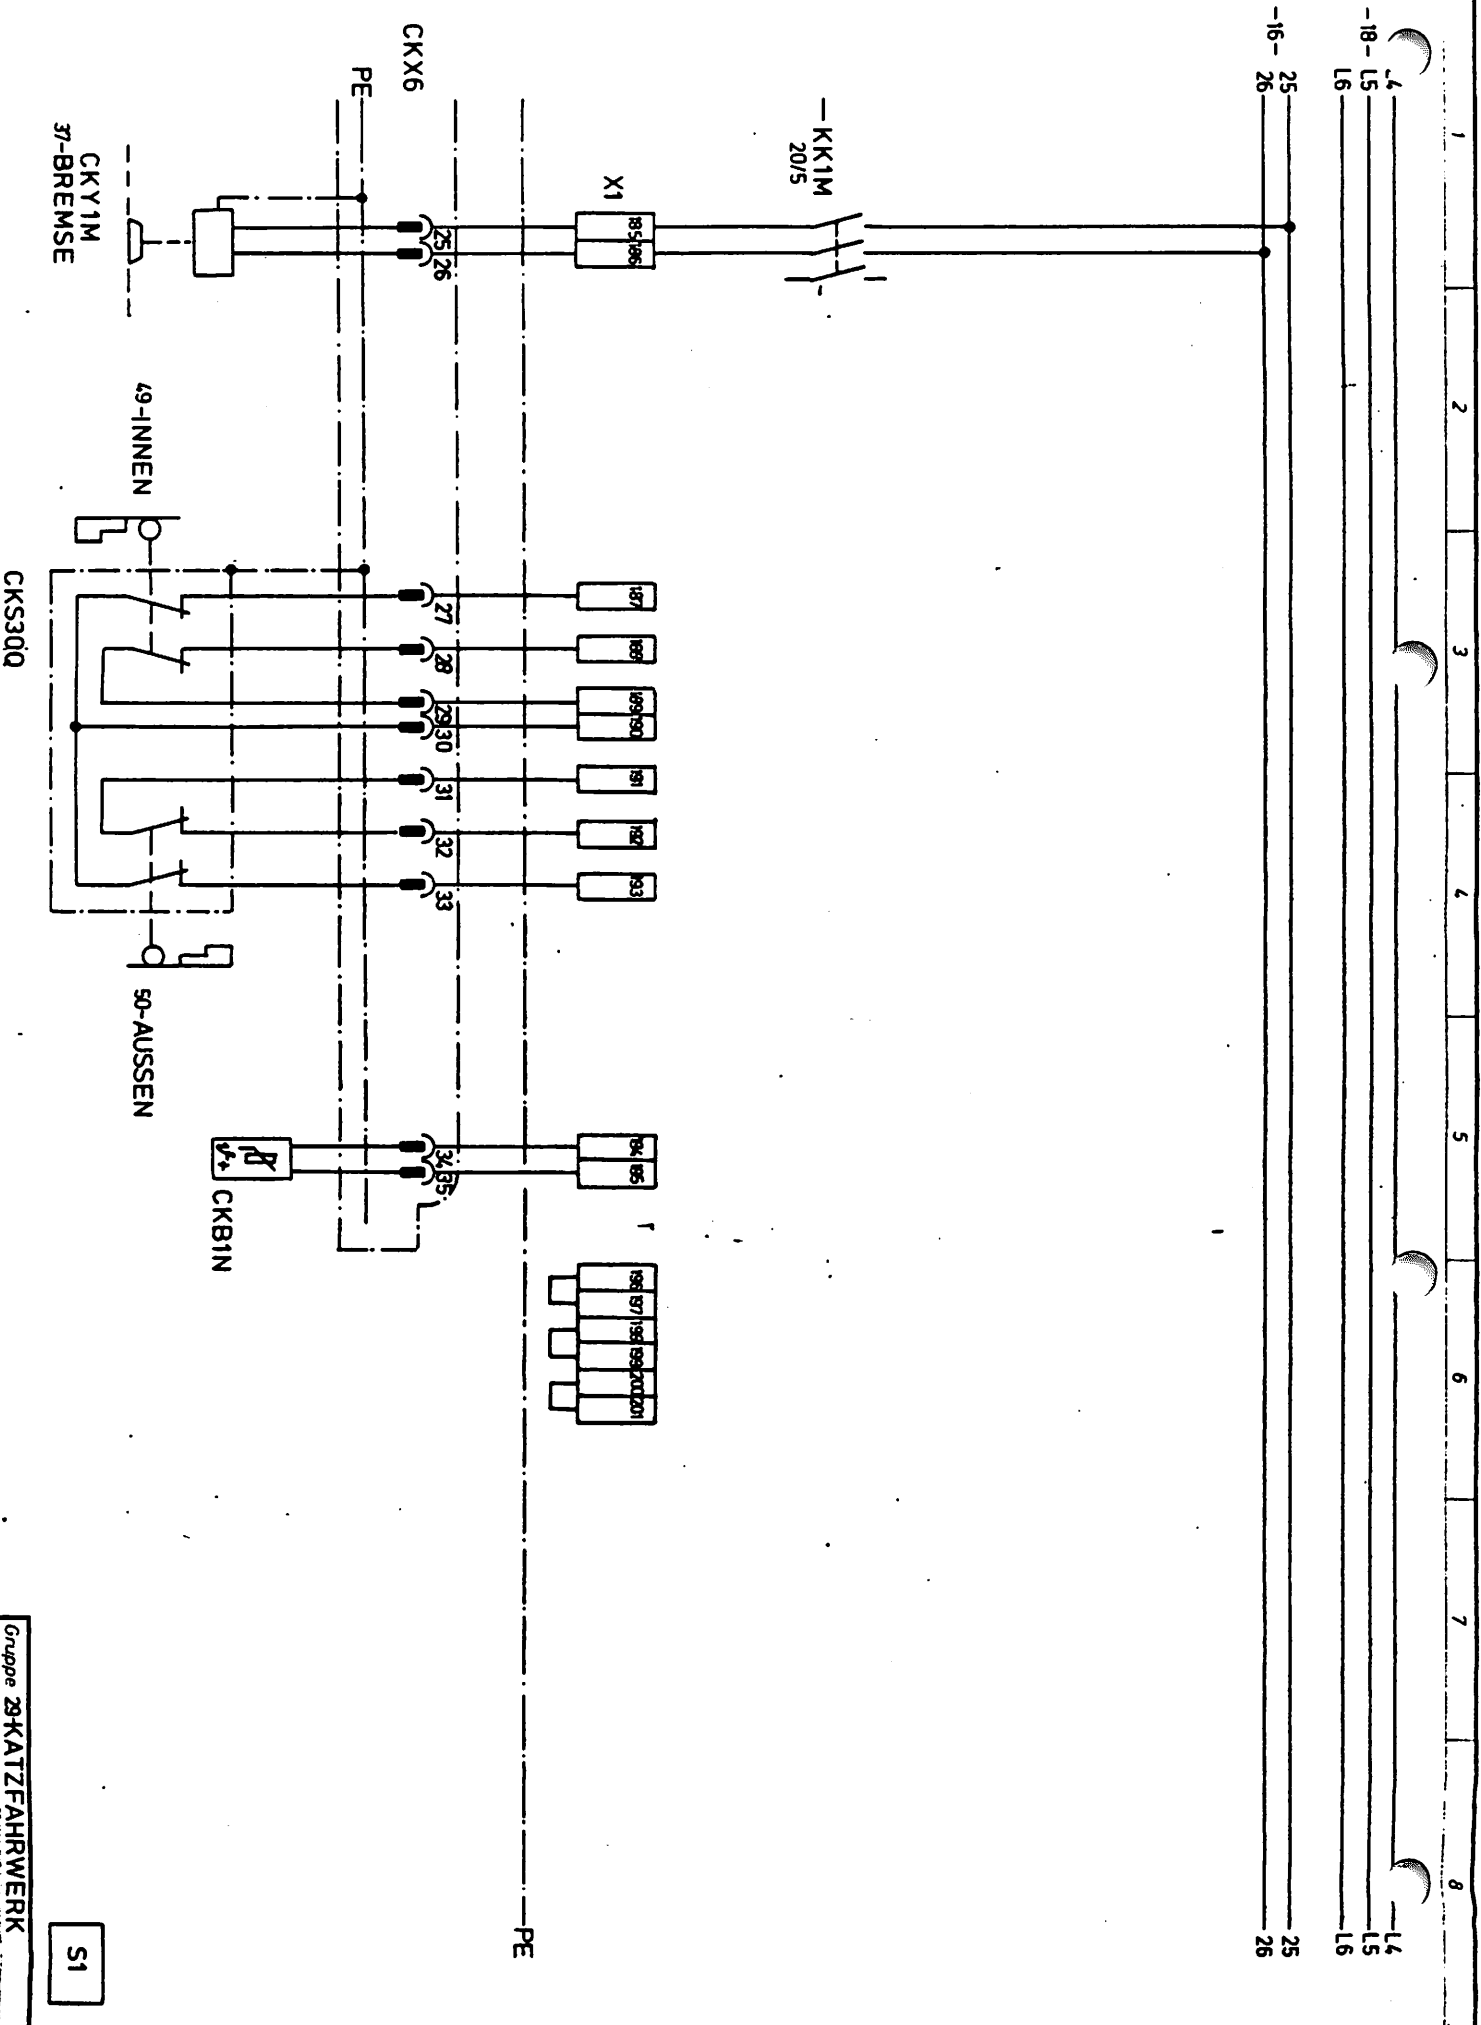 1 2 3 4 5 6 7 8
-18- L4 L4
L5 L5
L6 L6
-16- 25 25
26 26
-KK1M
20/5
X1
185 186 187 188 189 190 191 192 193 194 195 196 197 198 199 200 201
PE
CKX6
25 26 27 28 29 30 31 32 33 34 35
PE
49-INNEN
50-AUSSEN
CKB1N
CKY1M
37-BREMSE
CKS30Q
S1
Gruppe 29-KATZFAHRWERK